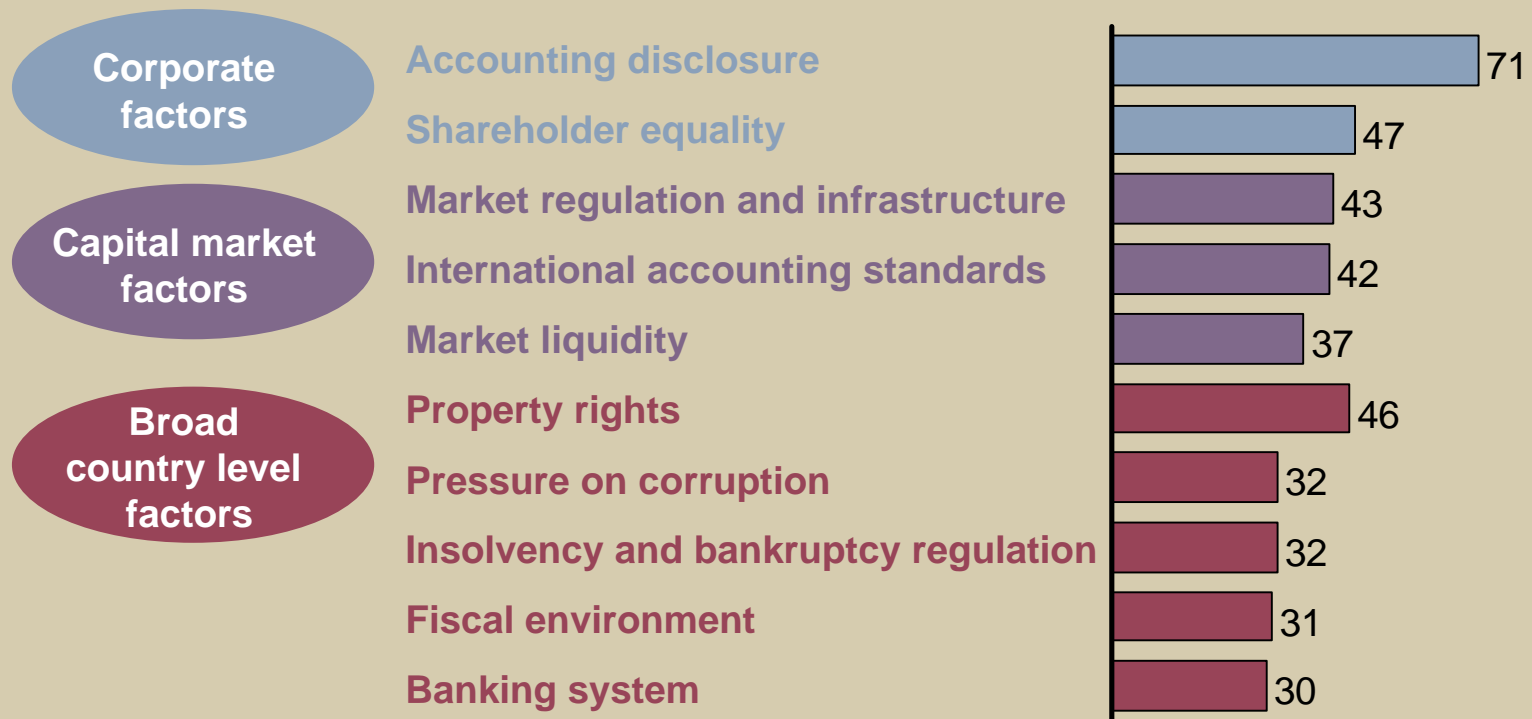 Corporate
factors
Accounting disclosure 71
Shareholder equality 47
Capital market
factors
Market regulation and infrastructure 43
International accounting standards 42
Market liquidity 37
Broad
country level
factors
Property rights 46
Pressure on corruption 32
Insolvency and bankruptcy regulation 32
Fiscal environment 31
Banking system 30